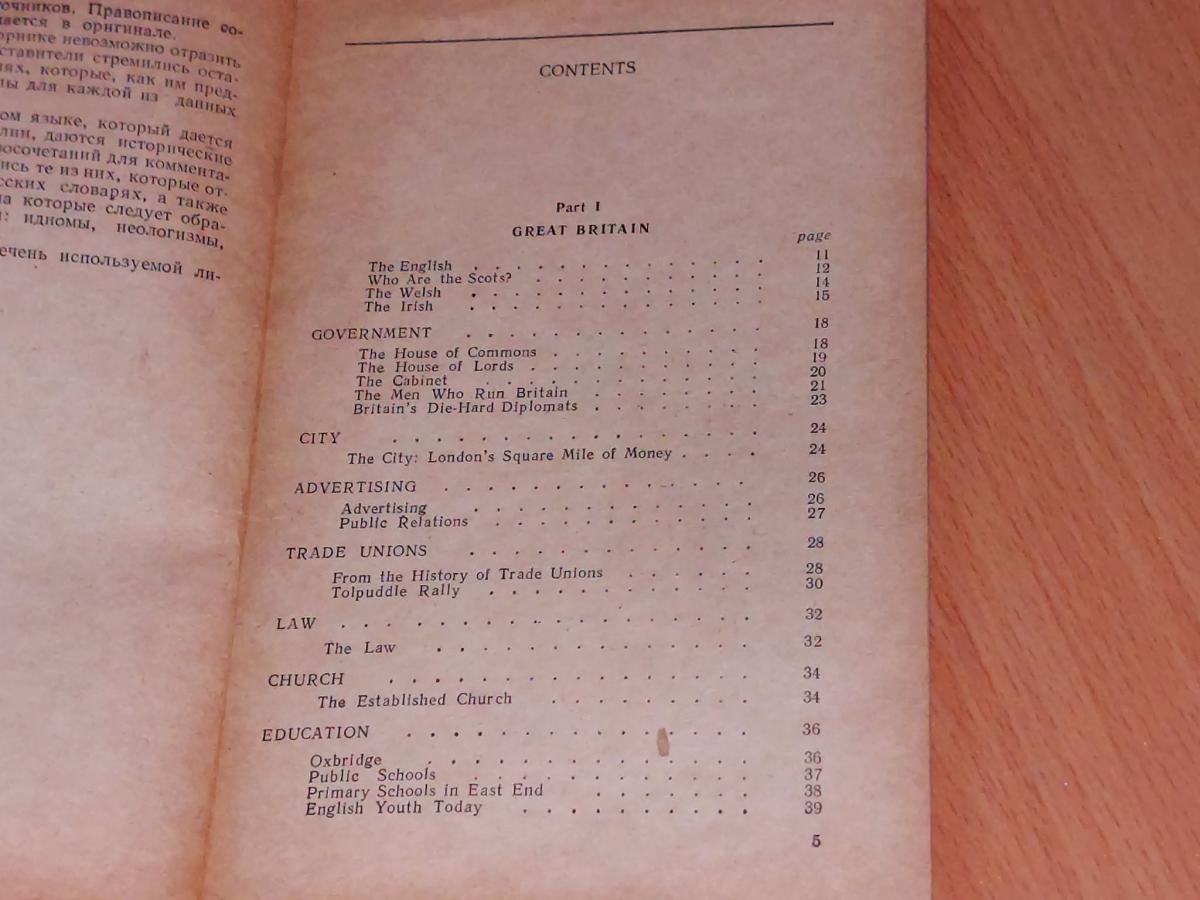 очников. Правописание со-
дается в оригинале.
орнике невозможно отразить
ставители стремились оста-
иях, которые, как им пред-
ны для каждой из данных
ом языке, который дается
лии, даются исторические
восочетаний для коммента-
ись те из них, которые от-
сских словарях, а также
на которые следует обра-
: идиомы, неологизмы,
ечень используемой ли-
CONTENTS
Part I
GREAT BRITAIN
page
The English . . . . . . . . . . . . . 11
Who Are the Scots? . . . . . . . . . . 12
The Welsh . . . . . . . . . . . . . 14
The Irish . . . . . . . . . . . . . 15
GOVERNMENT . . . . . . . . . . . . . 18
The House of Commons . . . . . . . . . . 18
The House of Lords . . . . . . . . . . . 19
The Cabinet . . . . . . . . . . . . 20
The Men Who Run Britain . . . . . . . . 21
Britain's Die-Hard Diplomats . . . . . . . 23
CITY . . . . . . . . . . . . . . . 24
The City: London's Square Mile of Money . . . . 24
ADVERTISING . . . . . . . . . . . . . 26
Advertising . . . . . . . . . . . . 26
Public Relations . . . . . . . . . . . 27
TRADE UNIONS . . . . . . . . . . . . 28
From the History of Trade Unions . . . . . . 28
Tolpuddle Rally . . . . . . . . . . . 30
LAW . . . . . . . . . . . . . . . . 32
The Law . . . . . . . . . . . . . . 32
CHURCH . . . . . . . . . . . . . . . 34
The Established Church . . . . . . . . . 34
EDUCATION . . . . . . . . . . . . . . 36
Oxbridge . . . . . . . . . . . . . . 36
Public Schools . . . . . . . . . . . . 37
Primary Schools in East End . . . . . . . 38
English Youth Today . . . . . . . . . . 39
5